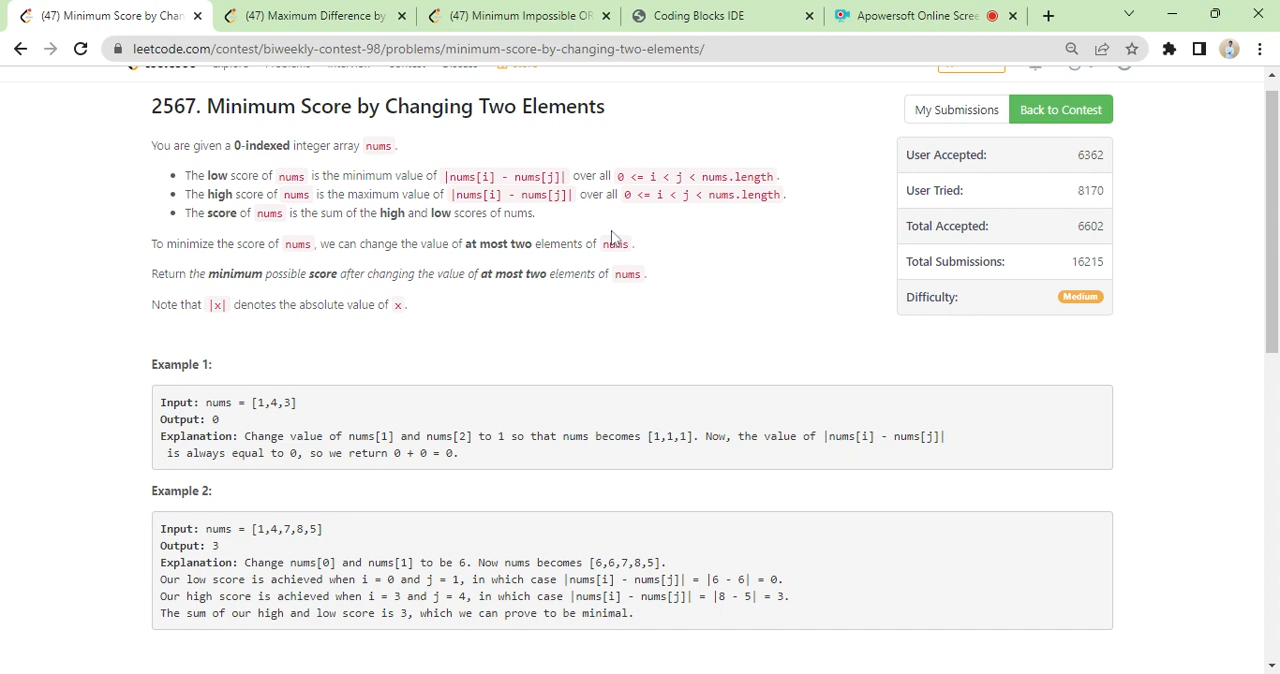 (47) Minimum Score by Chan
(47) Maximum Difference by
(47) Minimum Impossible OR
Coding Blocks IDE
Apowersoft Online Scree
leetcode.com/contest/biweekly-contest-98/problems/minimum-score-by-changing-two-elements/
2567. Minimum Score by Changing Two Elements
My Submissions
Back to Contest
You are given a 0-indexed integer array nums.
The low score of nums is the minimum value of |nums[i] - nums[j]| over all 0 <= i < j < nums.length.
The high score of nums is the maximum value of |nums[i] - nums[j]| over all 0 <= i < j < nums.length.
The score of nums is the sum of the high and low scores of nums.
To minimize the score of nums, we can change the value of at most two elements of nums.
Return the minimum possible score after changing the value of at most two elements of nums.
Note that |x| denotes the absolute value of x.
User Accepted: 6362
User Tried: 8170
Total Accepted: 6602
Total Submissions: 16215
Difficulty: Medium
Example 1:
Input: nums = [1,4,3]
Output: 0
Explanation: Change value of nums[1] and nums[2] to 1 so that nums becomes [1,1,1]. Now, the value of |nums[i] - nums[j]|
is always equal to 0, so we return 0 + 0 = 0.
Example 2:
Input: nums = [1,4,7,8,5]
Output: 3
Explanation: Change nums[0] and nums[1] to be 6. Now nums becomes [6,6,7,8,5].
Our low score is achieved when i = 0 and j = 1, in which case |nums[i] - nums[j]| = |6 - 6| = 0.
Our high score is achieved when i = 3 and j = 4, in which case |nums[i] - nums[j]| = |8 - 5| = 3.
The sum of our high and low score is 3, which we can prove to be minimal.